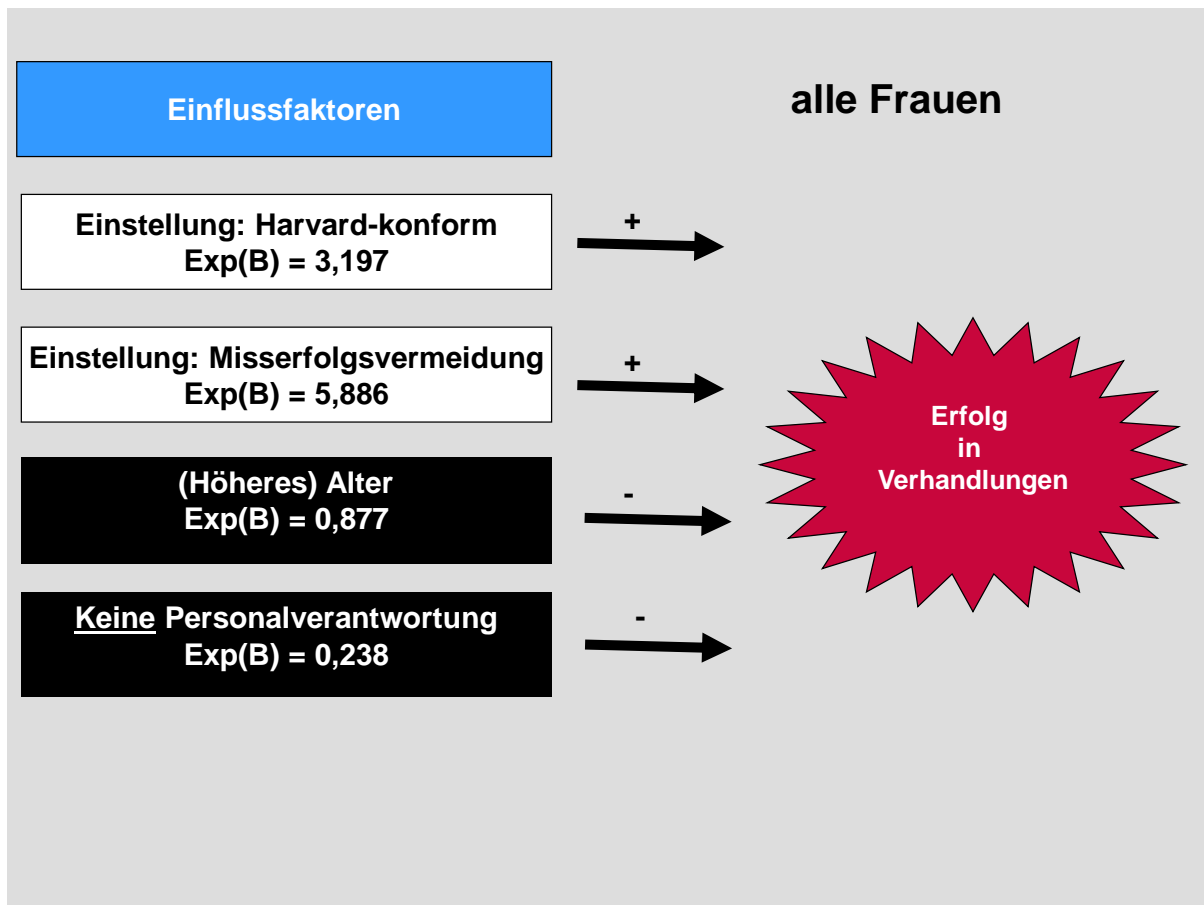 Einflussfaktoren
alle Frauen
Einstellung: Harvard-konform
Exp(B) = 3,197
+
Einstellung: Misserfolgsvermeidung
Exp(B) = 5,886
+
(Höheres) Alter
Exp(B) = 0,877
-
Keine Personalverantwortung
Exp(B) = 0,238
-
Erfolg
in
Verhandlungen